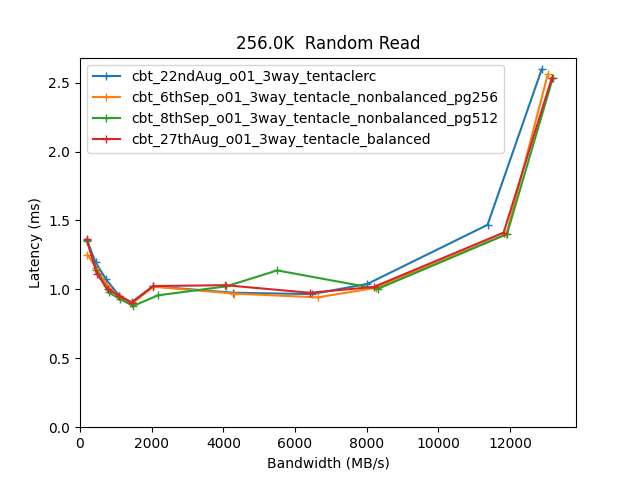 256.0K  Random Read
cbt_22ndAug_o01_3way_tentaclerc
cbt_6thSep_o01_3way_tentacle_nonbalanced_pg256
cbt_8thSep_o01_3way_tentacle_nonbalanced_pg512
cbt_27thAug_o01_3way_tentacle_balanced
Latency (ms)
2.5
2.0
1.5
1.0
0.5
0.0
0 2000 4000 6000 8000 10000 12000
Bandwidth (MB/s)